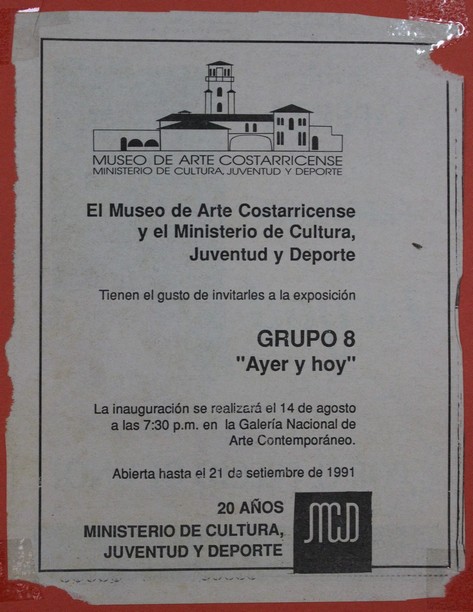 MUSEO DE ARTE COSTARRICENSE
MINISTERIO DE CULTURA, JUVENTUD Y DEPORTE
El Museo de Arte Costarricense
y el Ministerio de Cultura,
Juventud y Deporte
Tienen el gusto de invitarles a la exposición
GRUPO 8
"Ayer y hoy"
La inauguración se realizará el 14 de agosto
a las 7:30 p.m. en la Galería Nacional de
Arte Contemporáneo.
Abierta hasta el 21 de setiembre de 1991
20 AÑOS
MINISTERIO DE CULTURA,
JUVENTUD Y DEPORTE
MCJD